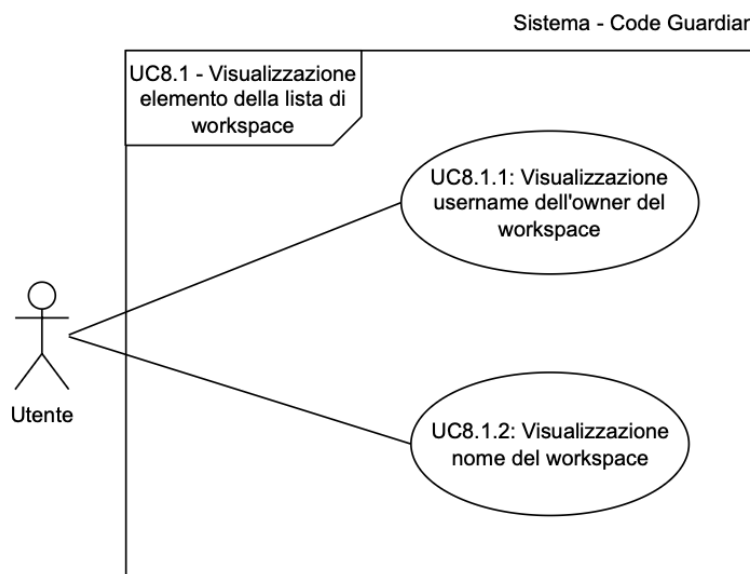 Sistema - Code Guardian
UC8.1 - Visualizzazione
elemento della lista di
workspace
UC8.1.1: Visualizzazione
username dell'owner del
workspace
Utente
UC8.1.2: Visualizzazione
nome del workspace